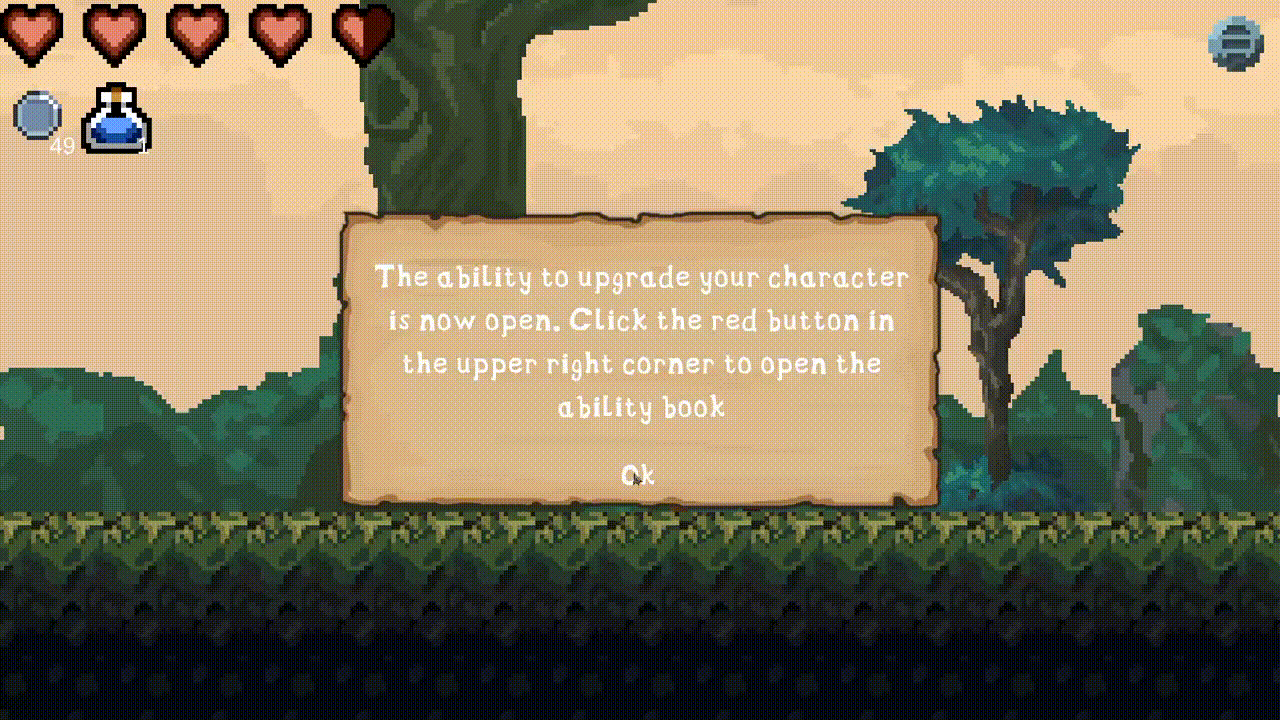 49 1
The ability to upgrade your character
is now open. Click the red button in
the upper right corner to open the
ability book
Ok